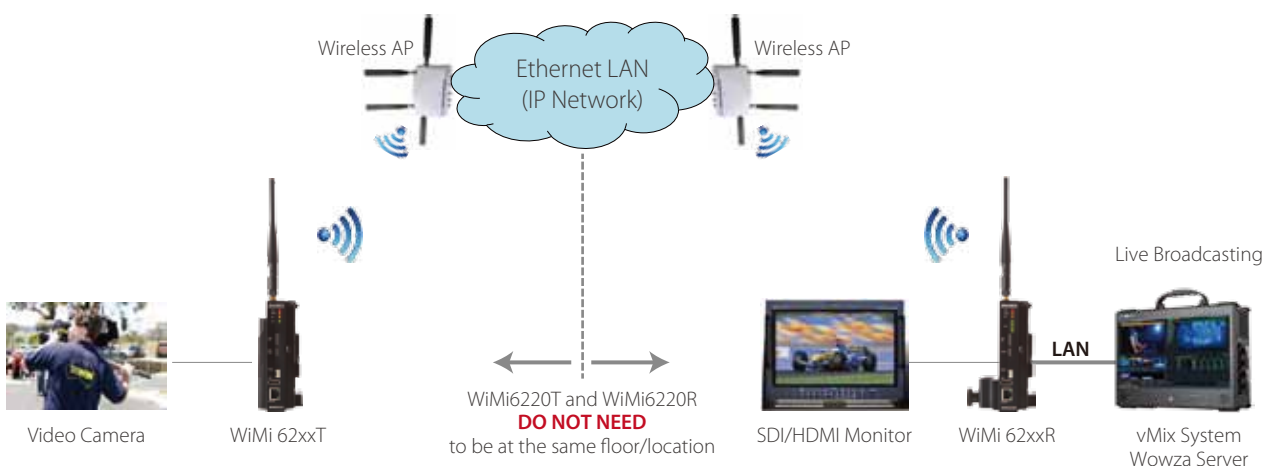 Wireless AP
Ethernet LAN
(IP Network)
Wireless AP
Live Broadcasting
LAN
WiMi6220T and WiMi6220R
DO NOT NEED
to be at the same floor/location
Video Camera
WiMi 62xxT
SDI/HDMI Monitor
WiMi 62xxR
vMix System
Wowza Server